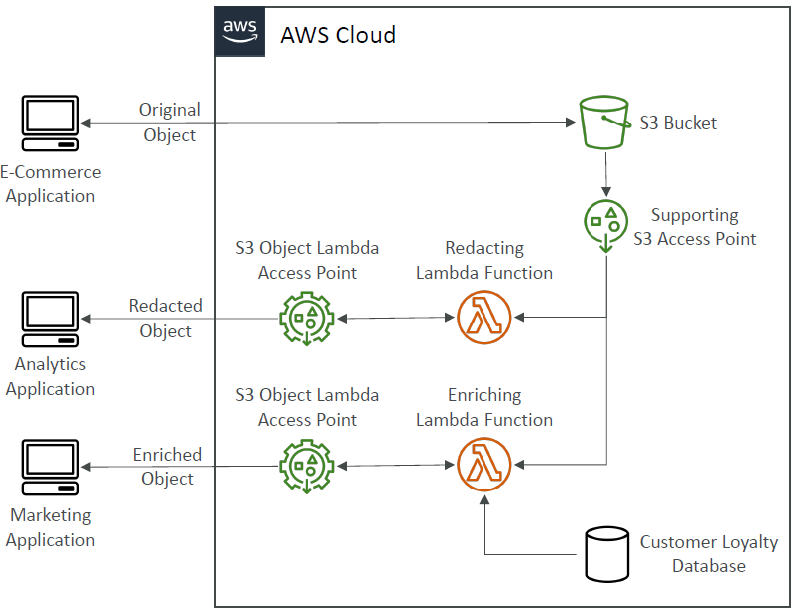 aws
AWS Cloud
Original
Object
S3 Bucket
E-Commerce
Application
Supporting
S3 Access Point
S3 Object Lambda
Access Point
Redacting
Lambda Function
Redacted
Object
Analytics
Application
S3 Object Lambda
Access Point
Enriching
Lambda Function
Enriched
Object
Marketing
Application
Customer Loyalty
Database